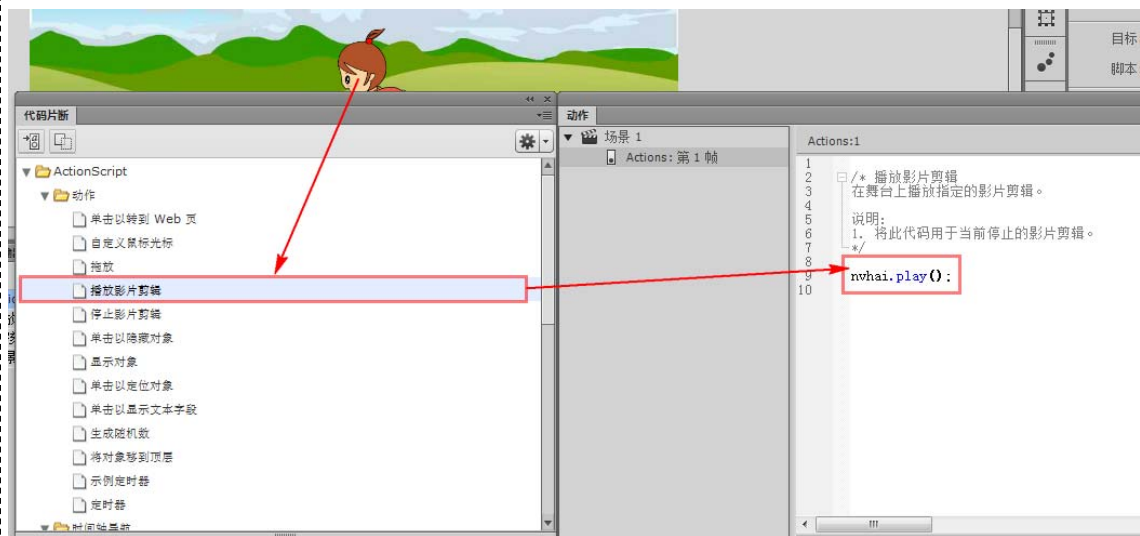 目标
脚本
代码片断
ActionScript
动作
单击以转到 Web 页
自定义鼠标光标
拖放
播放影片剪辑
停止影片剪辑
单击以隐藏对象
显示对象
单击以定位对象
单击以显示文本字段
生成随机数
将对象移到顶层
示例定时器
定时器
时间轴导航
动作
场景 1
Actions: 第 1 帧
Actions:1
1
2 /* 播放影片剪辑
3 在舞台上播放指定的影片剪辑。
4
5 说明:
6 1. 将此代码用于当前停止的影片剪辑。
7 */
8
9 nvhai.play();
10